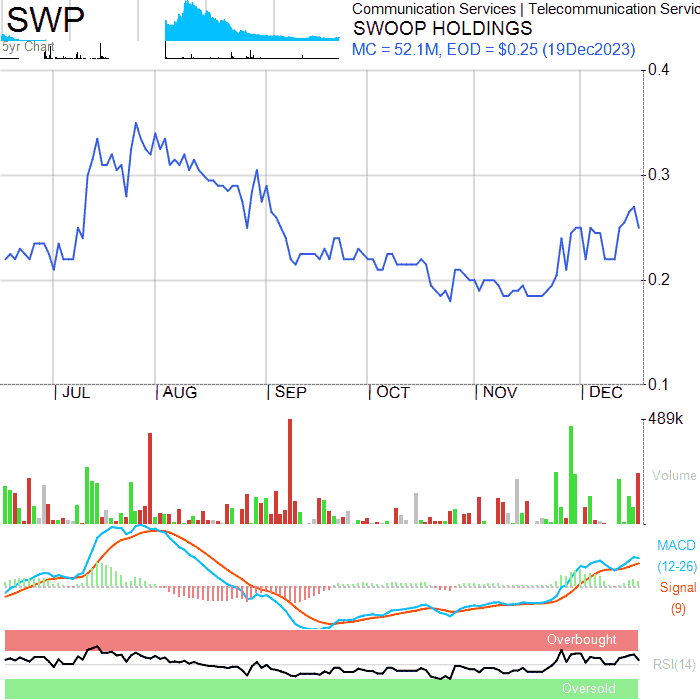 SWP
5yr Chart
Communication Services | Telecommunication Servic
SWOOP HOLDINGS
MC = 52.1M, EOD = $0.25 (19Dec2023)
0.4
0.3
0.2
0.1
JUL
AUG
SEP
OCT
NOV
DEC
489k
Volume
MACD
(12-26)
Signal
(9)
Overbought
RSI(14)
Oversold